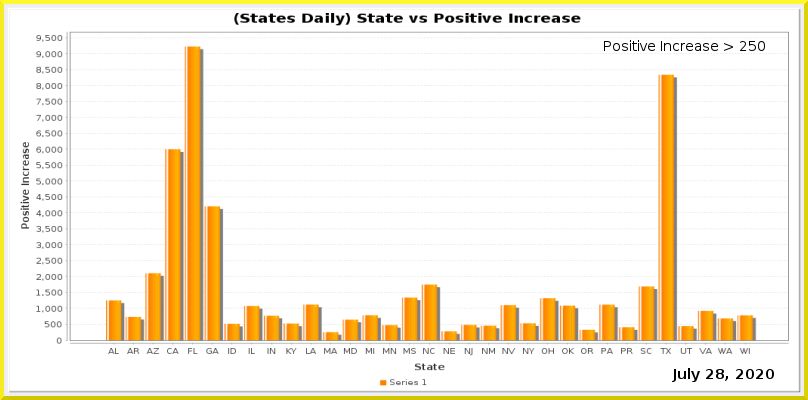 (States Daily) State vs Positive Increase
Positive Increase > 250
Positive Increase
9,500
9,000
8,500
8,000
7,500
7,000
6,500
6,000
5,500
5,000
4,500
4,000
3,500
3,000
2,500
2,000
1,500
1,000
500
0
AL AR AZ CA FL GA ID IL IN KY LA MA MD MI MN MS NC NE NJ NM NV NY OH OK OR PA PR SC TX UT VA WA WI
State
Series 1
July 28, 2020